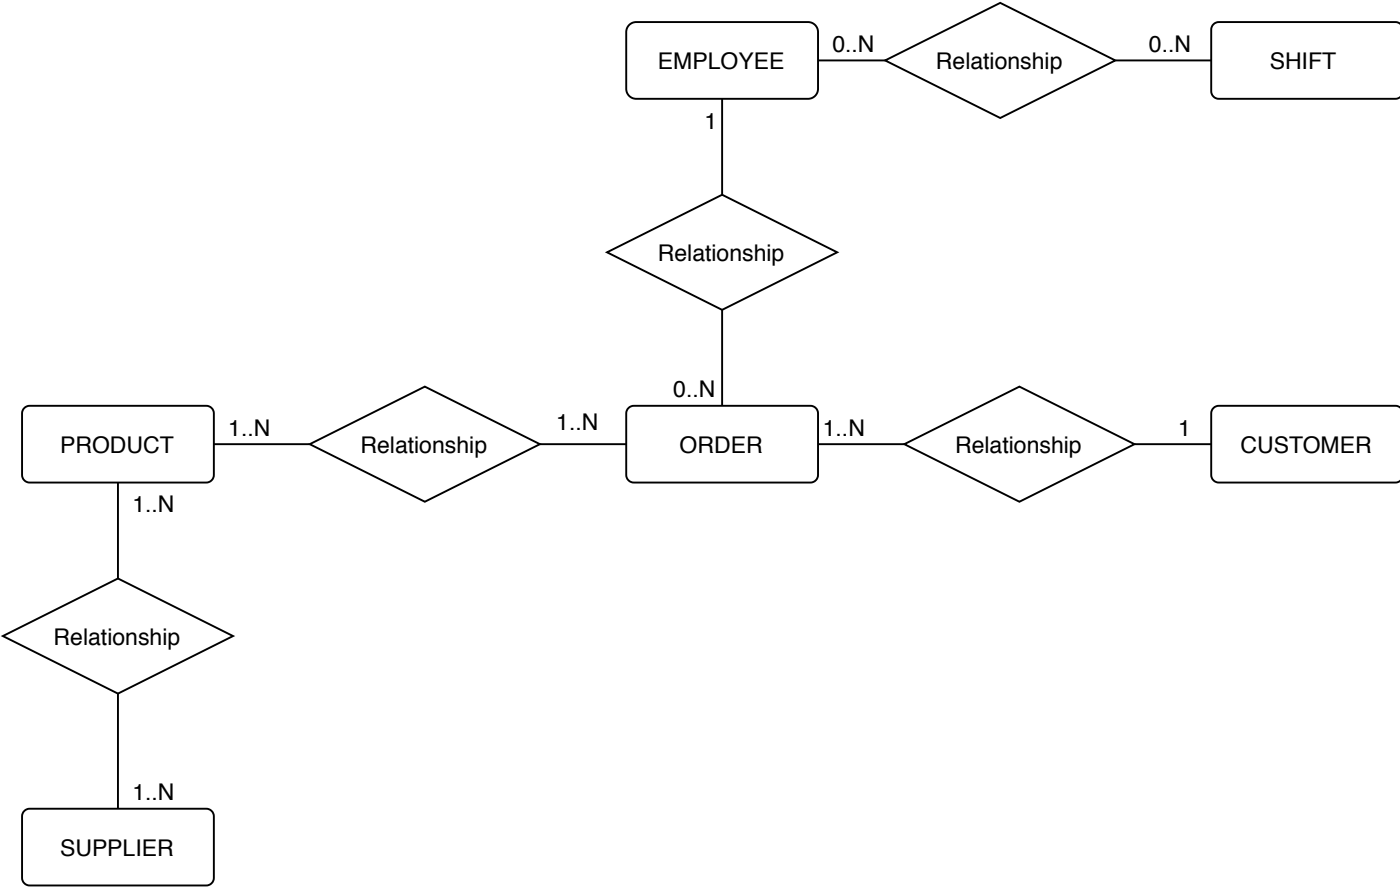 EMPLOYEE 0..N Relationship 0..N SHIFT
1
Relationship
0..N
PRODUCT 1..N Relationship 1..N ORDER 1..N Relationship 1 CUSTOMER
1..N
Relationship
1..N
SUPPLIER